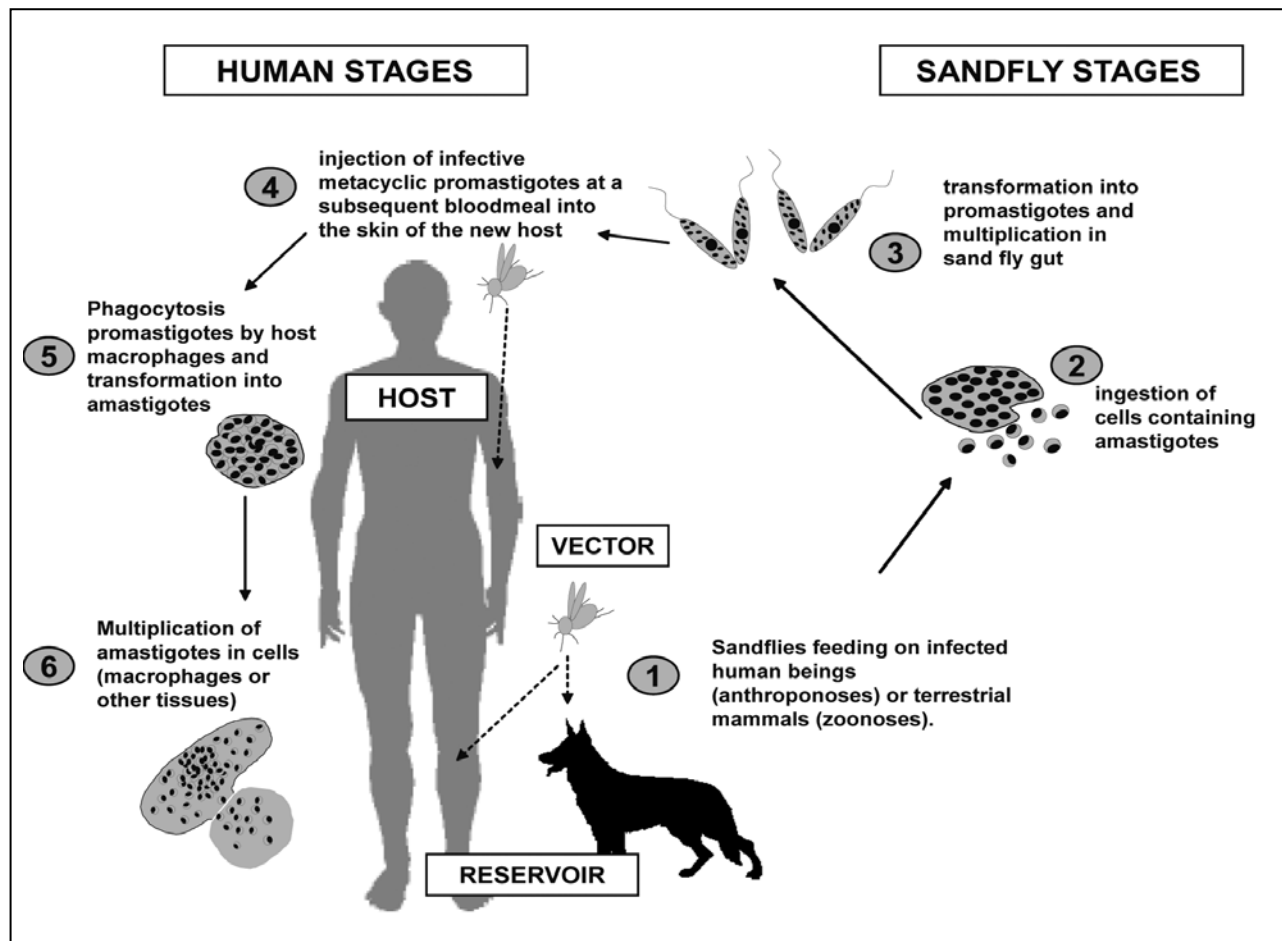 HUMAN STAGES
SANDFLY STAGES
4
injection of infective
metacyclic promastigotes at a
subsequent bloodmeal into
the skin of the new host
3
transformation into
promastigotes and
multiplication in
sand fly gut
5
Phagocytosis
promastigotes by host
macrophages and
transformation into
amastigotes
HOST
2
ingestion of
cells containing
amastigotes
VECTOR
6
Multiplication of
amastigotes in cells
(macrophages or
other tissues)
1
Sandflies feeding on infected
human beings
(anthroponoses) or terrestrial
mammals (zoonoses).
RESERVOIR